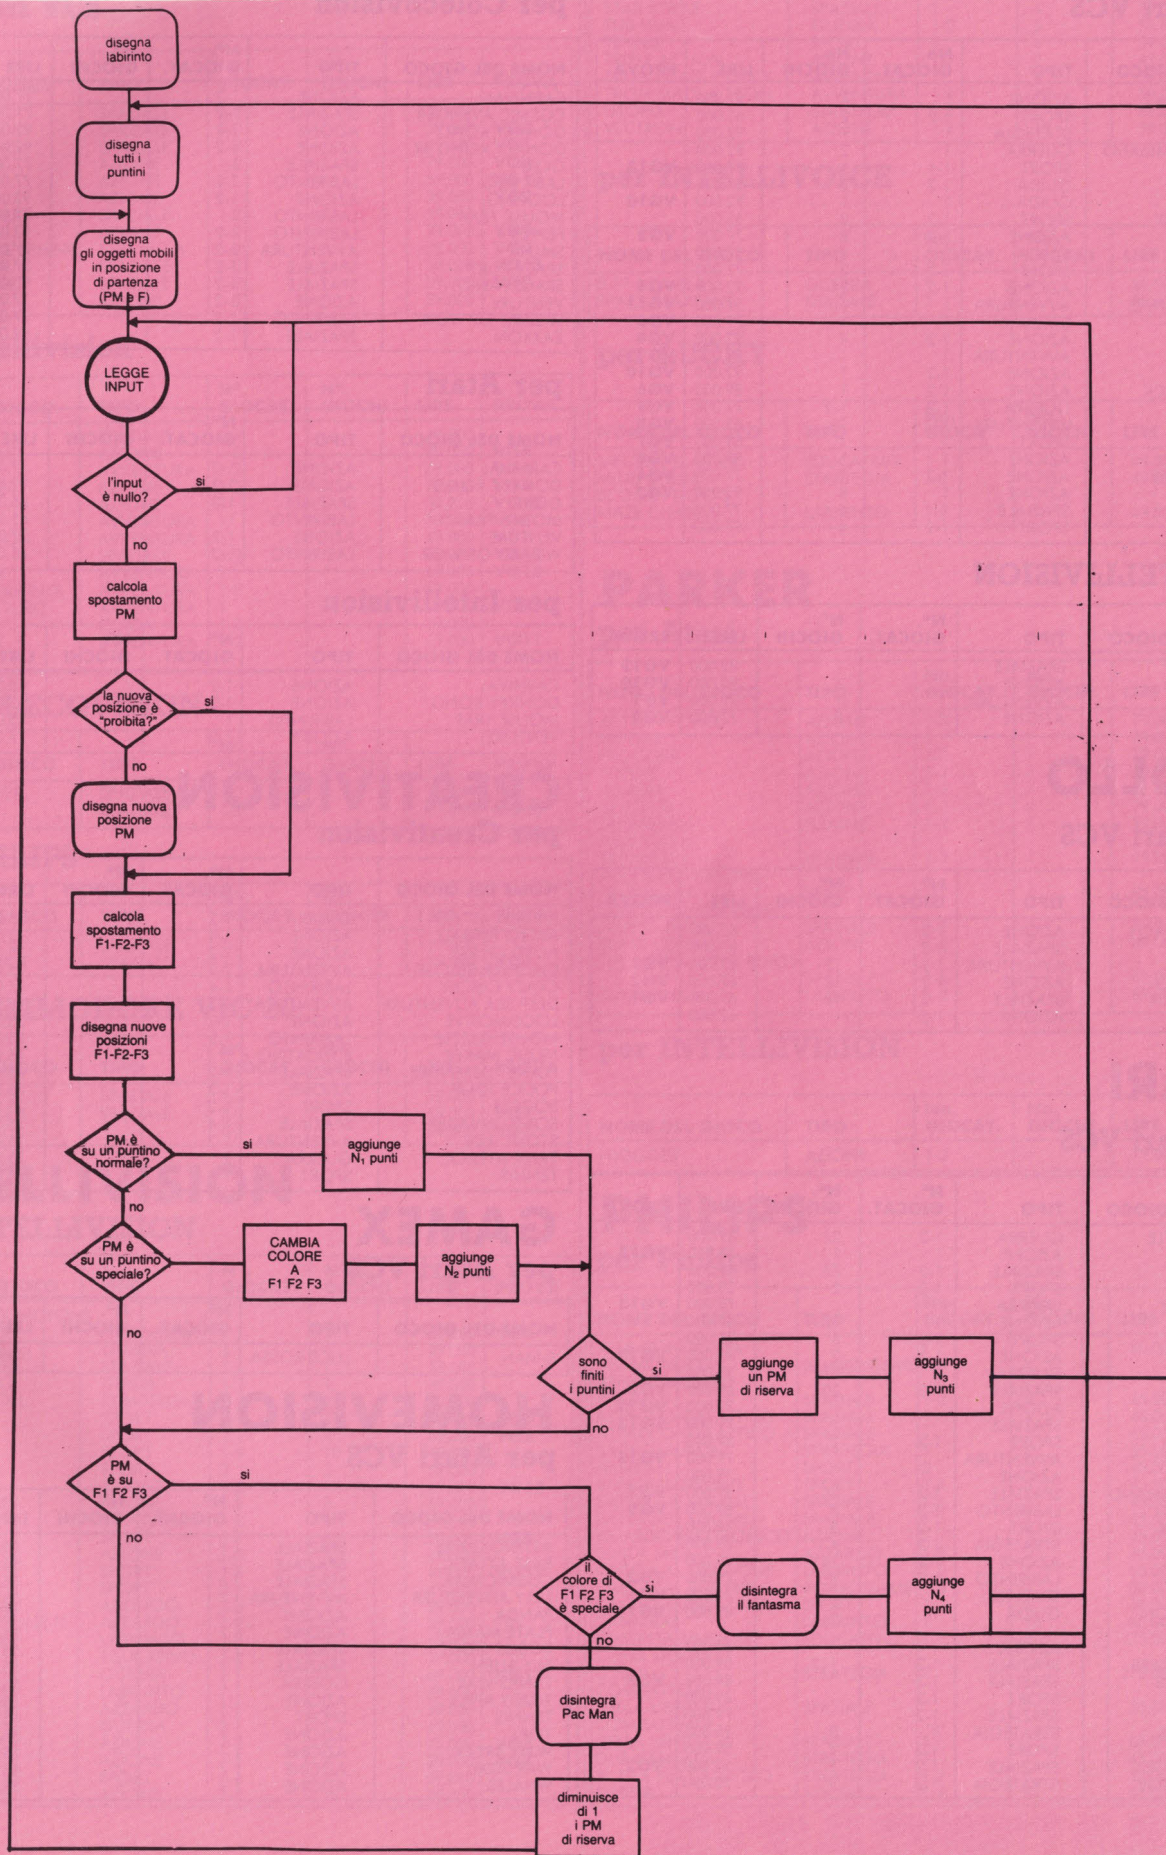 disegna
labirinto
disegna
tutti i
puntini
disegna
gli oggetti mobili
in posizione
di partenza
(PM e F)
LEGGE
INPUT
l'input
è nullo?
si
no
calcola
spostamento
PM
la nuova
posizione è
"proibita?"
si
no
disegna nuova
posizione
PM
calcola
spostamento
F1-F2-F3
disegna nuove
posizioni
F1-F2-F3
PM è
su un puntino
normale?
si
aggiunge
N₁ punti
no
PM è
su un puntino
speciale?
CAMBIA
COLORE
A
F1 F2 F3
aggiunge
N₂ punti
no
sono
finiti
i puntini
si
aggiunge
un PM
di riserva
aggiunge
N₃
punti
no
PM
è su
F1 F2 F3
si
no
il
colore di
F1 F2 F3
è speciale
si
disintegra
il fantasma
aggiunge
N₄
punti
no
disintegra
Pac Man
diminuisce
di 1
i PM
di riserva